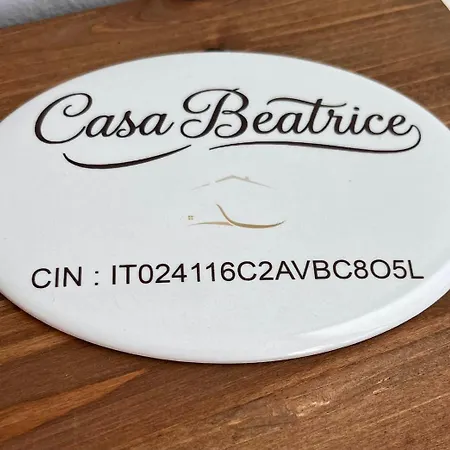 Casa Beatrice
CIN : IT024116C2AVBC8O5L